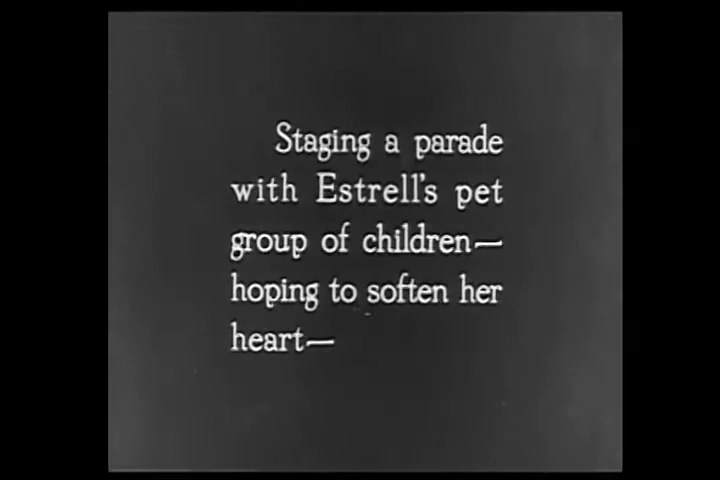 Staging a parade
with Estrell's pet
group of children—
hoping to soften her
heart—